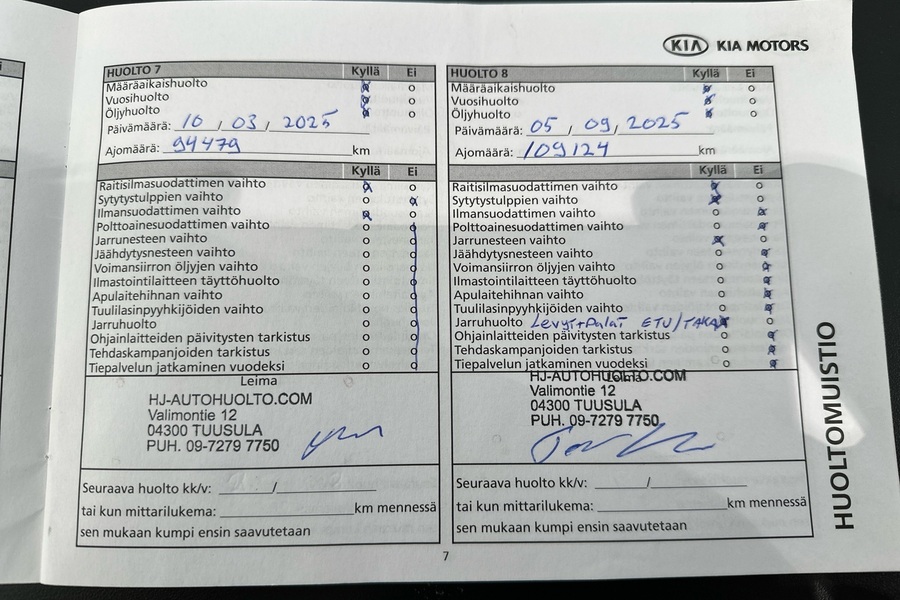 KIA KIA MOTORS
HUOLTO 7 Kyllä Ei
Määräaikaishuolto
Vuosihuolto
Öljyhuolto
Päivämäärä: 10 / 03 / 2025
Ajomäärä: 94479 km
Kyllä Ei
Raitisilmasuodattimen vaihto
Sytytystulppien vaihto
Ilmansuodattimen vaihto
Polttoainesuodattimen vaihto
Jarrunesteen vaihto
Jäähdytysnesteen vaihto
Voimansiirron öljyjen vaihto
Ilmastointilaitteen täyttöhuolto
Apulaitehihnan vaihto
Tuulilasinpyyhkijöiden vaihto
Jarruhuolto
Ohjainlaitteiden päivitysten tarkistus
Tehdaskampanjoiden tarkistus
Tiepalvelun jatkaminen vuodeksi
Leima
HJ-AUTOHUOLTO.COM
Valimontie 12
04300 TUUSULA
PUH. 09-7279 7750
Seuraava huolto kk/v: /
tai kun mittarilukema: km mennessä
sen mukaan kumpi ensin saavutetaan
HUOLTO 8 Kyllä Ei
Määräaikaishuolto
Vuosihuolto
Öljyhuolto
Päivämäärä: 05 / 09 / 2025
Ajomäärä: 109124 km
Kyllä Ei
Raitisilmasuodattimen vaihto
Sytytystulppien vaihto
Ilmansuodattimen vaihto
Polttoainesuodattimen vaihto
Jarrunesteen vaihto
Jäähdytysnesteen vaihto
Voimansiirron öljyjen vaihto
Ilmastointilaitteen täyttöhuolto
Apulaitehihnan vaihto
Tuulilasinpyyhkijöiden vaihto
Jarruhuolto Levyt+Palat ETU/TAKA
Ohjainlaitteiden päivitysten tarkistus
Tehdaskampanjoiden tarkistus
Tiepalvelun jatkaminen vuodeksi
Leima
HJ-AUTOHUOLTO.COM
Valimontie 12
04300 TUUSULA
PUH. 09-7279 7750
Seuraava huolto kk/v: /
tai kun mittarilukema: km mennessä
sen mukaan kumpi ensin saavutetaan
HUOLTOMUISTIO
7